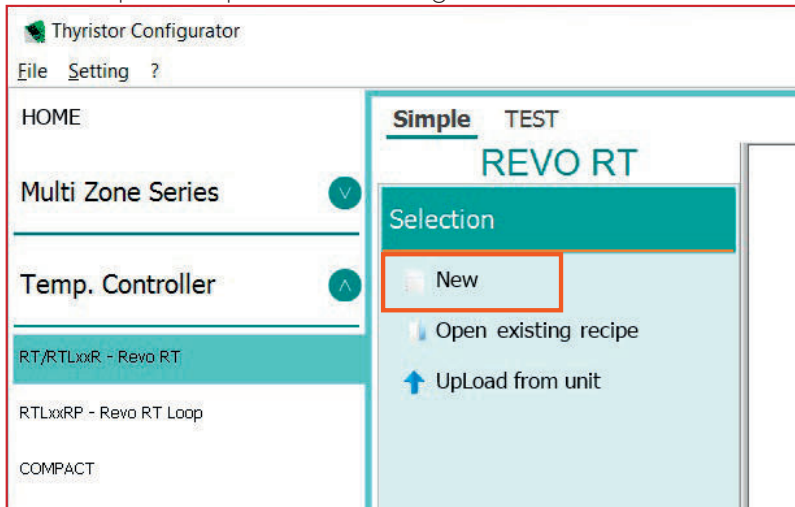 Thyristor Configurator
File Setting ?
HOME
Multi Zone Series
Temp. Controller
RT/RTLxxR - Revo RT
RTLxxRP - Revo RT Loop
COMPACT
Simple TEST
REVO RT
Selection
New
Open existing recipe
UpLoad from unit